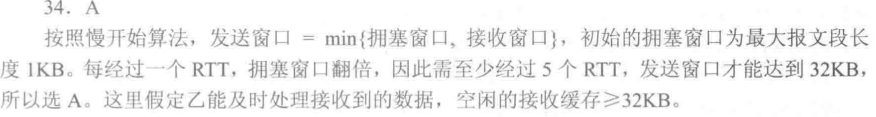 34．A
按照慢开始算法，发送窗口 = min{拥塞窗口, 接收窗口}，初始的拥塞窗口为最大报文段长
度 1KB。每经过一个 RTT，拥塞窗口翻倍，因此需至少经过 5 个 RTT，发送窗口才能达到 32KB，
所以选 A。这里假定乙能及时处理接收到的数据，空闲的接收缓存≥32KB。